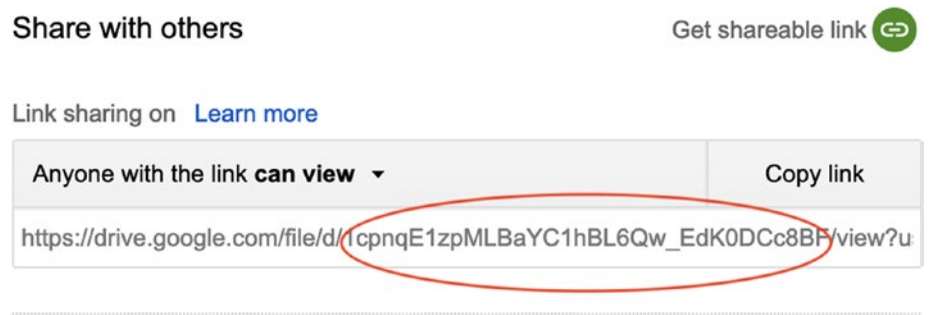 Share with others
Get shareable link
Link sharing on Learn more
Anyone with the link can view
Copy link
https://drive.google.com/file/d/1cpnqE1zpMLBaYC1hBL6Qw_EdK0DCc8BF/view?u